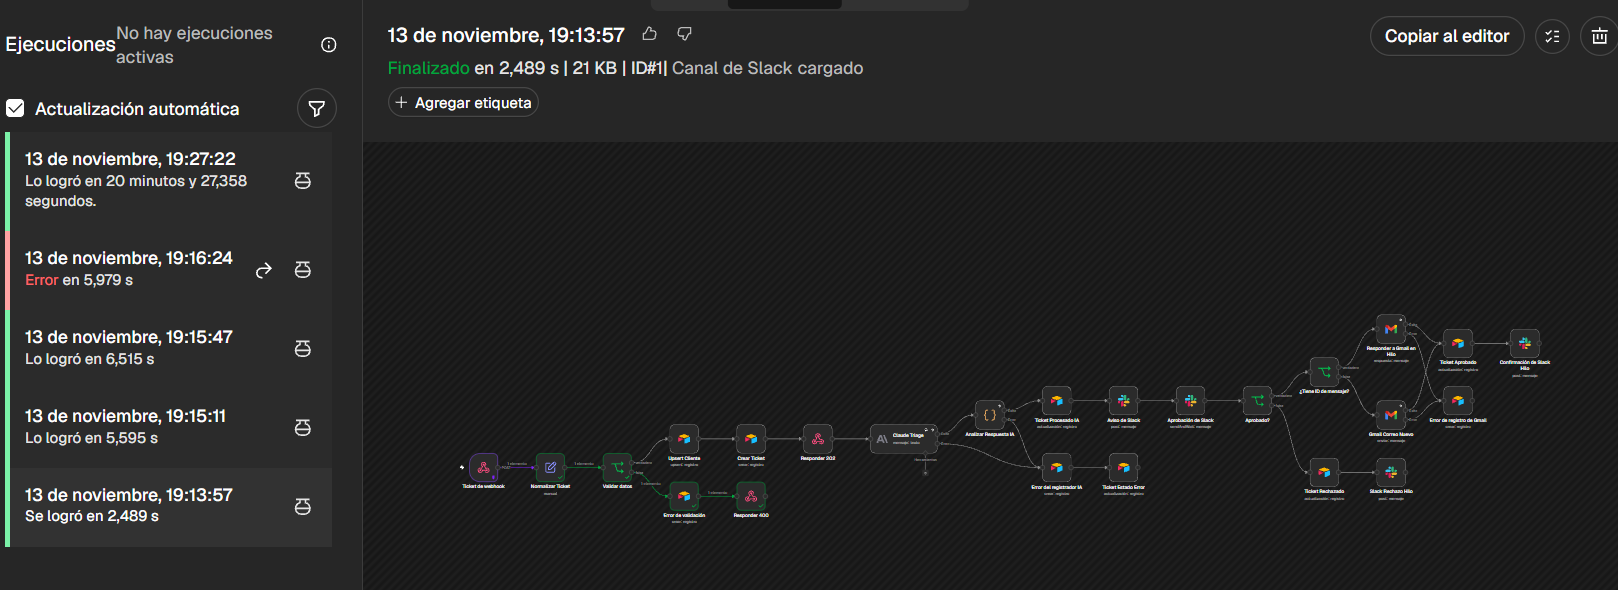 Ejecuciones
No hay ejecuciones
activas
Actualización automática
13 de noviembre, 19:27:22
Lo logró en 20 minutos y 27,358
segundos.
13 de noviembre, 19:16:24
Error en 5,979 s
13 de noviembre, 19:15:47
Lo logró en 6,515 s
13 de noviembre, 19:15:11
Lo logró en 5,595 s
13 de noviembre, 19:13:57
Se logró en 2,489 s
13 de noviembre, 19:13:57
Finalizado en 2,489 s | 21 KB | ID#1| Canal de Slack cargado
+ Agregar etiqueta
Copiar al editor
Ticket de webhook
Normalizar Ticket
manual
Validar datos
Upsert Cliente
Crear Ticket
Responder 202
Error de validación
Responder 400
Claude Triage
Analizar Respuesta IA
Ticket Procesado IA
Aviso de Slack
Aprobación de Slack
Aprobado?
Error del registrador IA
Ticket Estado Error
¿Tiene ID de mensaje?
Responder a Gmail en
Hilo
Gmail Correo Nuevo
Ticket Aprobado
Confirmación de Slack
Hilo
Error de registro de Gmail
Ticket Rechazado
Slack Rechazo Hilo